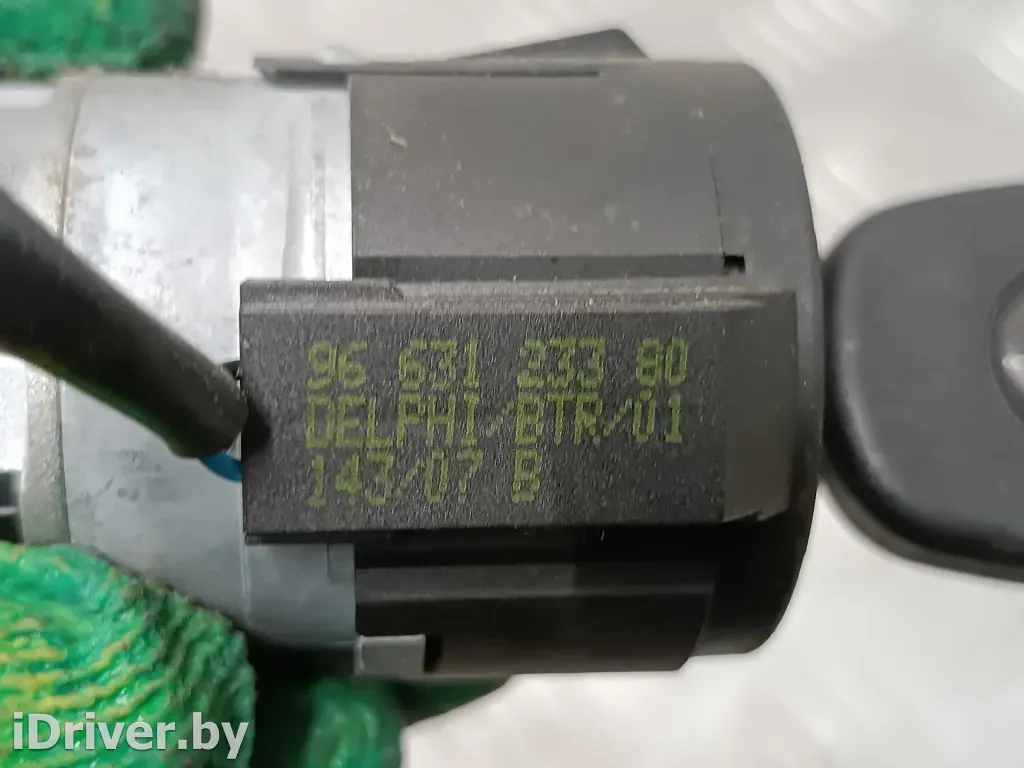 96 631 233 80
DELPHI/BTR/01
143/07 B
iDriver.by